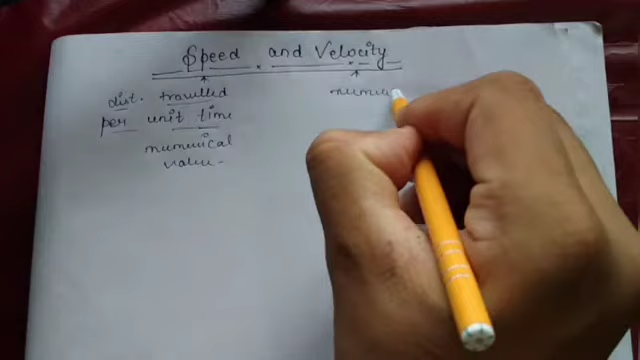 Speed and Velocity
dist. travelled
per unit time
numerical
value